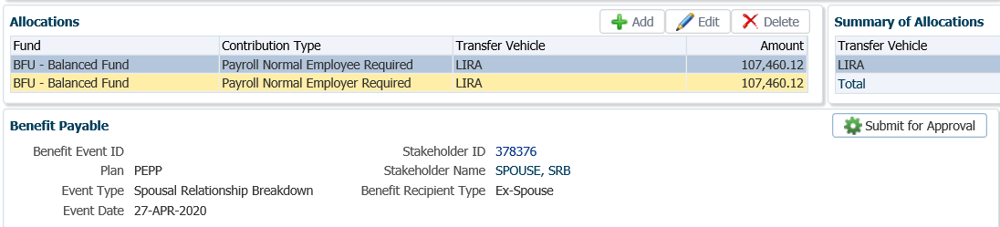 Allocations Add Edit Delete
Fund Contribution Type Transfer Vehicle Amount
BFU - Balanced Fund Payroll Normal Employee Required LIRA 107,460.12
BFU - Balanced Fund Payroll Normal Employer Required LIRA 107,460.12
Summary of Allocations
Transfer Vehicle
LIRA
Total
Benefit Payable Submit for Approval
Benefit Event ID Stakeholder ID 378376
Plan PEPP Stakeholder Name SPOUSE, SRB
Event Type Spousal Relationship Breakdown Benefit Recipient Type Ex-Spouse
Event Date 27-APR-2020